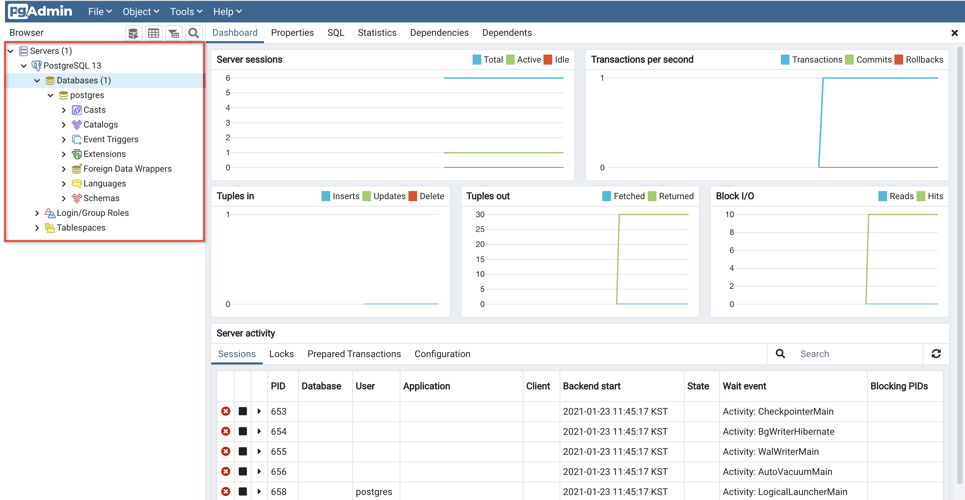 pgAdmin File Object Tools Help
Browser
Servers (1)
PostgreSQL 13
Databases (1)
postgres
Casts
Catalogs
Event Triggers
Extensions
Foreign Data Wrappers
Languages
Schemas
Login/Group Roles
Tablespaces
Dashboard Properties SQL Statistics Dependencies Dependents
Server sessions Total Active Idle
6
5
4
3
2
1
0
Transactions per second Transactions Commits Rollbacks
1
0
Tuples in Inserts Updates Delete
1
0
Tuples out Fetched Returned
30
25
20
15
10
5
0
Block I/O Reads Hits
10
8
6
4
2
0
Server activity
Sessions Locks Prepared Transactions Configuration Search
PID Database User Application Client Backend start State Wait event Blocking PIDs
653 2021-01-23 11:45:17 KST Activity: CheckpointerMain
654 2021-01-23 11:45:17 KST Activity: BgWriterHibernate
655 2021-01-23 11:45:17 KST Activity: WalWriterMain
656 2021-01-23 11:45:17 KST Activity: AutoVacuumMain
658 postgres 2021-01-23 11:45:17 KST Activity: LogicalLauncherMain